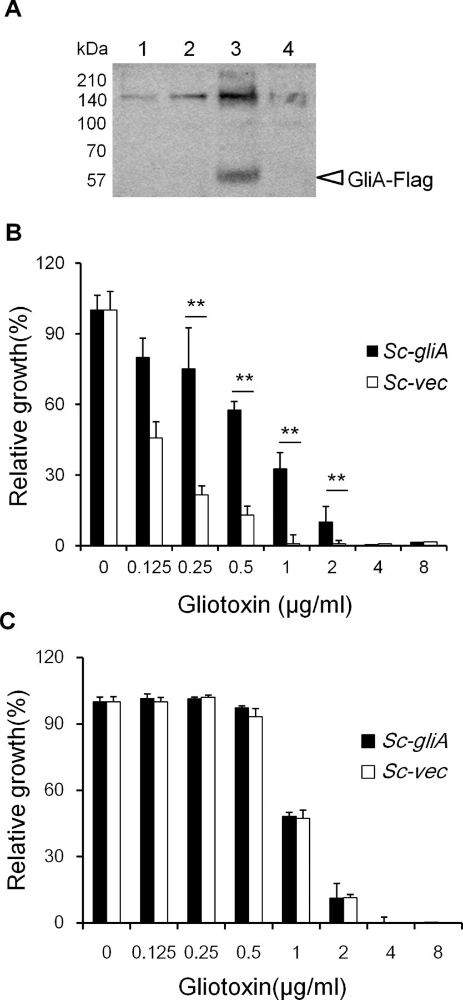 A
kDa 1 2 3 4
210
140
100
70
57
GliA-Flag
B
120
90
60
30
0
Relative growth(%)
** ** ** **
Sc-gliA
Sc-vec
0 0.125 0.25 0.5 1 2 4 8
Gliotoxin (µg/ml)
C
120
90
60
30
0
Relative growth(%)
Sc-gliA
Sc-vec
0 0.125 0.25 0.5 1 2 4 8
Gliotoxin(µg/ml)